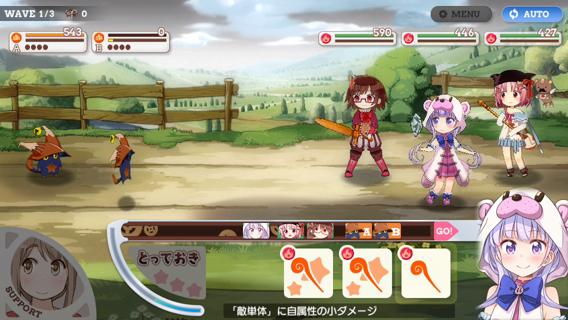 WAVE 1/3 0
MENU
AUTO
543 0 590 446 427
A B
A B GO!
とっておき
SUPPORT
「敵単体」に自属性の小ダメージ